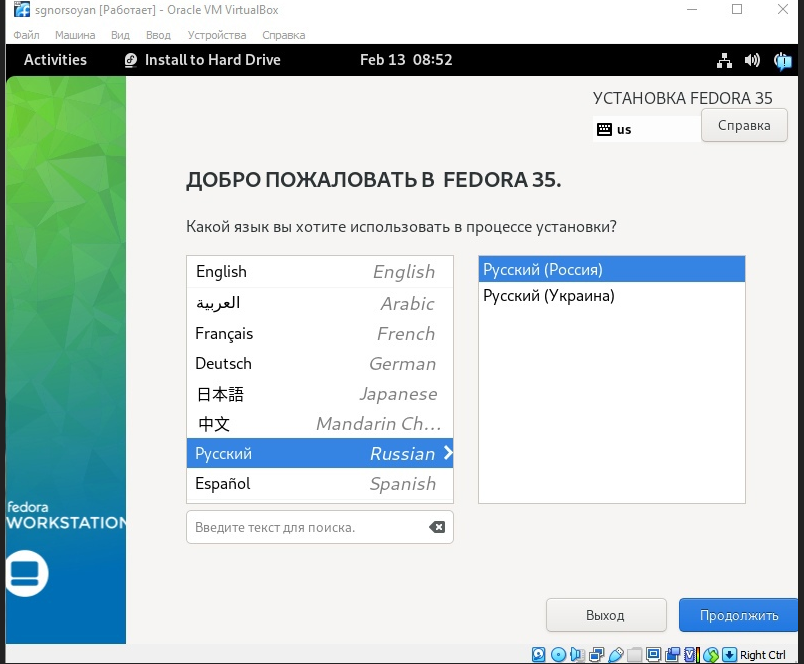 sgnorsoyan [Работает] - Oracle VM VirtualBox
Файл Машина Вид Ввод Устройства Справка
Activities Install to Hard Drive Feb 13 08:52
УСТАНОВКА FEDORA 35
us Справка
ДОБРО ПОЖАЛОВАТЬ В FEDORA 35.
Какой язык вы хотите использовать в процессе установки?
English English
العربية Arabic
Français French
Deutsch German
日本語 Japanese
中文 Mandarin Ch...
Русский Russian
Español Spanish
Русский (Россия)
Русский (Украина)
Введите текст для поиска.
fedora
WORKSTATION
Выход Продолжить
Right Ctrl